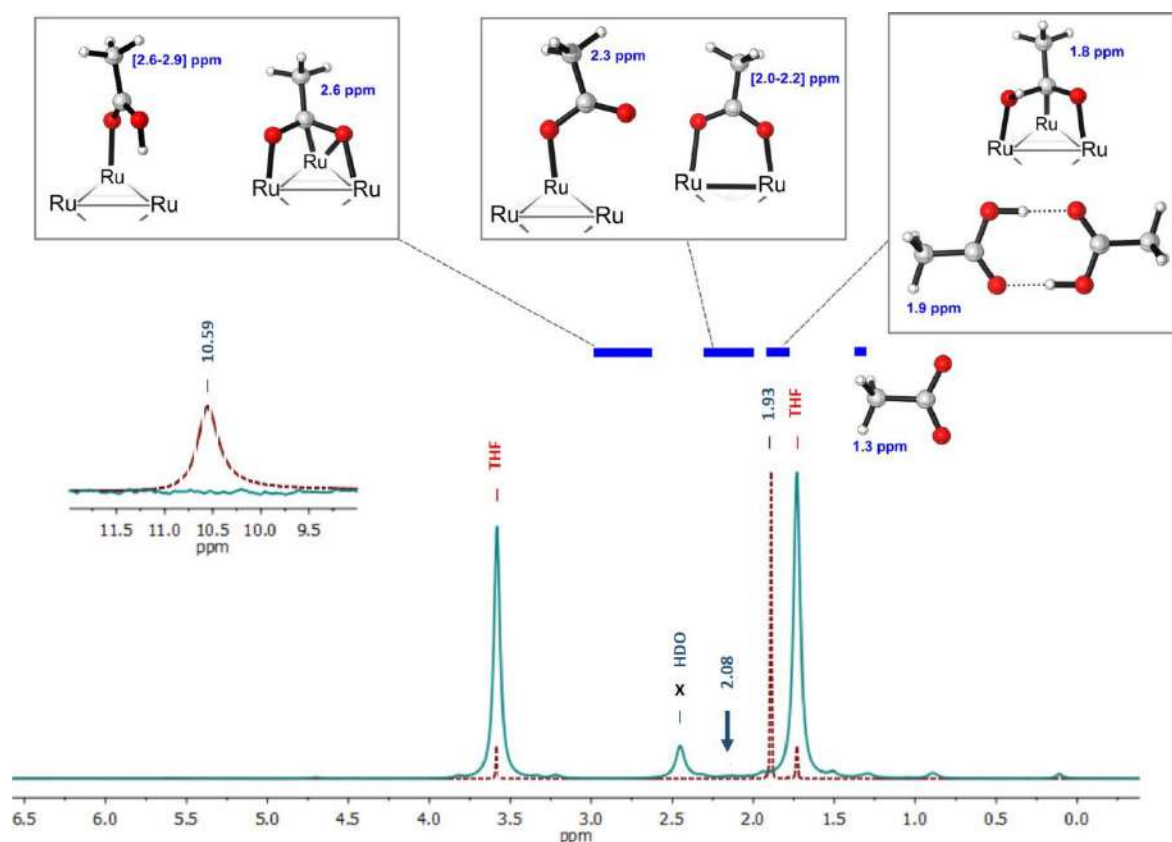 [2.6-2.9] ppm
2.6 ppm
Ru
Ru Ru
Ru
Ru Ru
2.3 ppm
[2.0-2.2] ppm
Ru
Ru Ru
Ru Ru
1.8 ppm
Ru
Ru Ru
1.9 ppm
1.3 ppm
10.59
11.5 11.0 10.5 10.0 9.5
ppm
THF
X HDO
2.08
1.93
THF
6.5 6.0 5.5 5.0 4.5 4.0 3.5 3.0 2.5 2.0 1.5 1.0 0.5 0.0
ppm